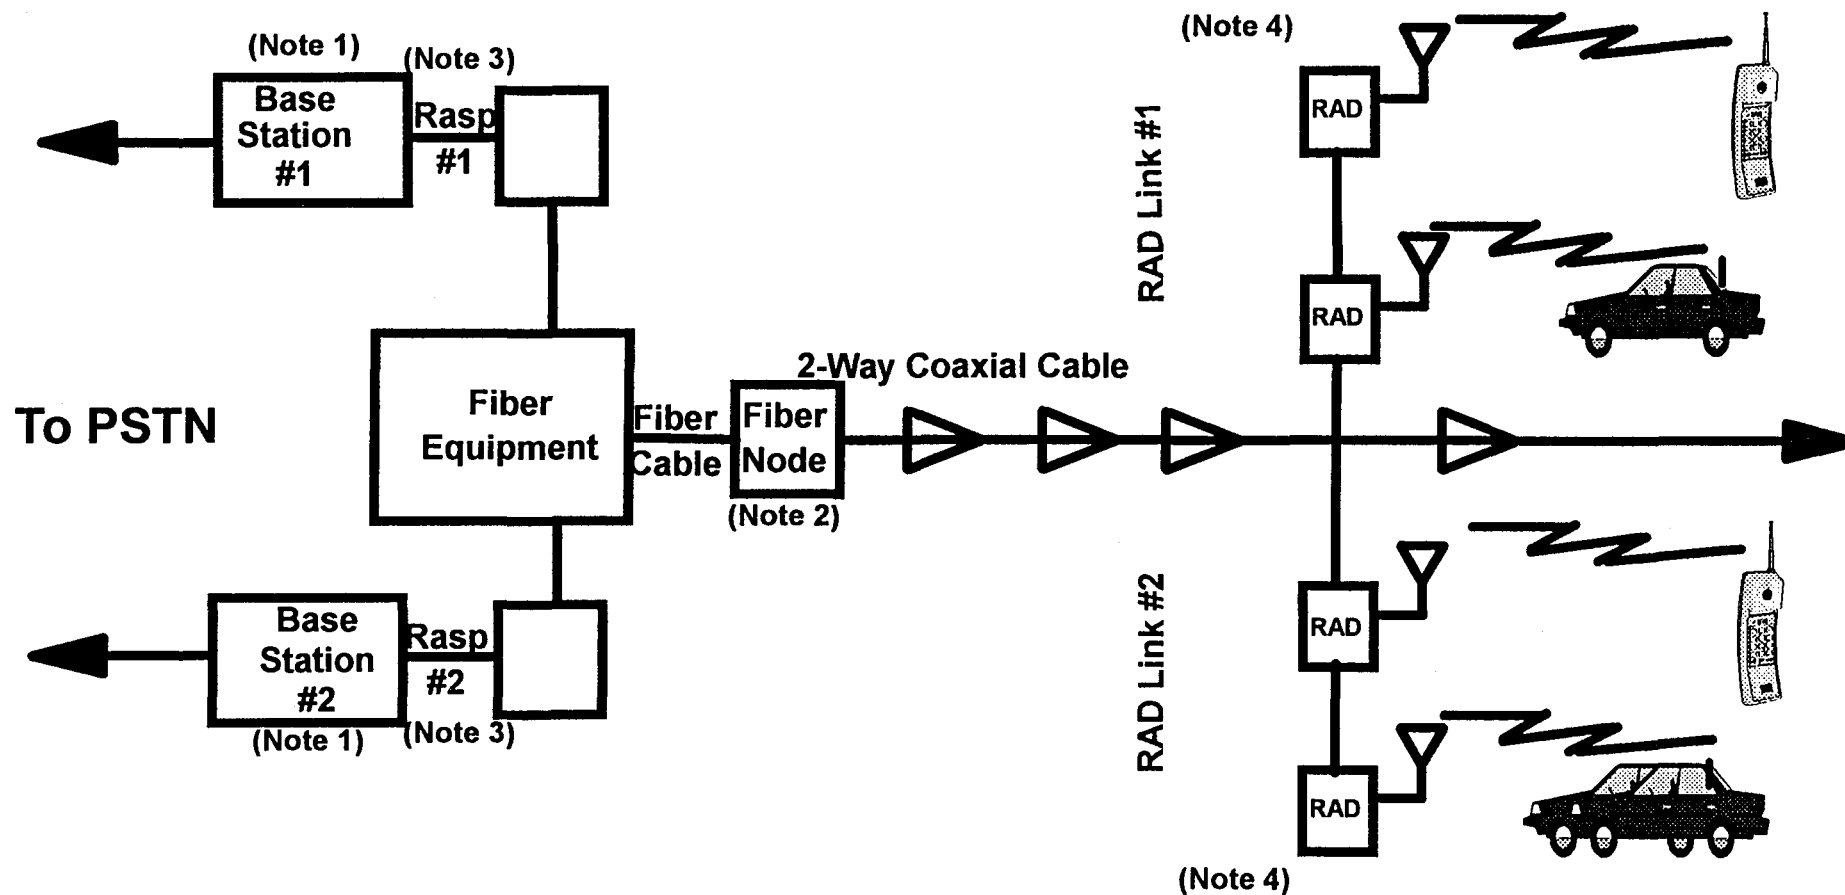 (Note 1)
(Note 3)
Base
Station
#1
Rasp
#1
To PSTN
Fiber
Equipment
Fiber
Cable
Fiber
Node
(Note 2)
2-Way Coaxial Cable
Base
Station
#2
(Note 1)
Rasp
#2
(Note 3)
(Note 4)
RAD Link #1
RAD
RAD
RAD Link #2
RAD
RAD
(Note 4)